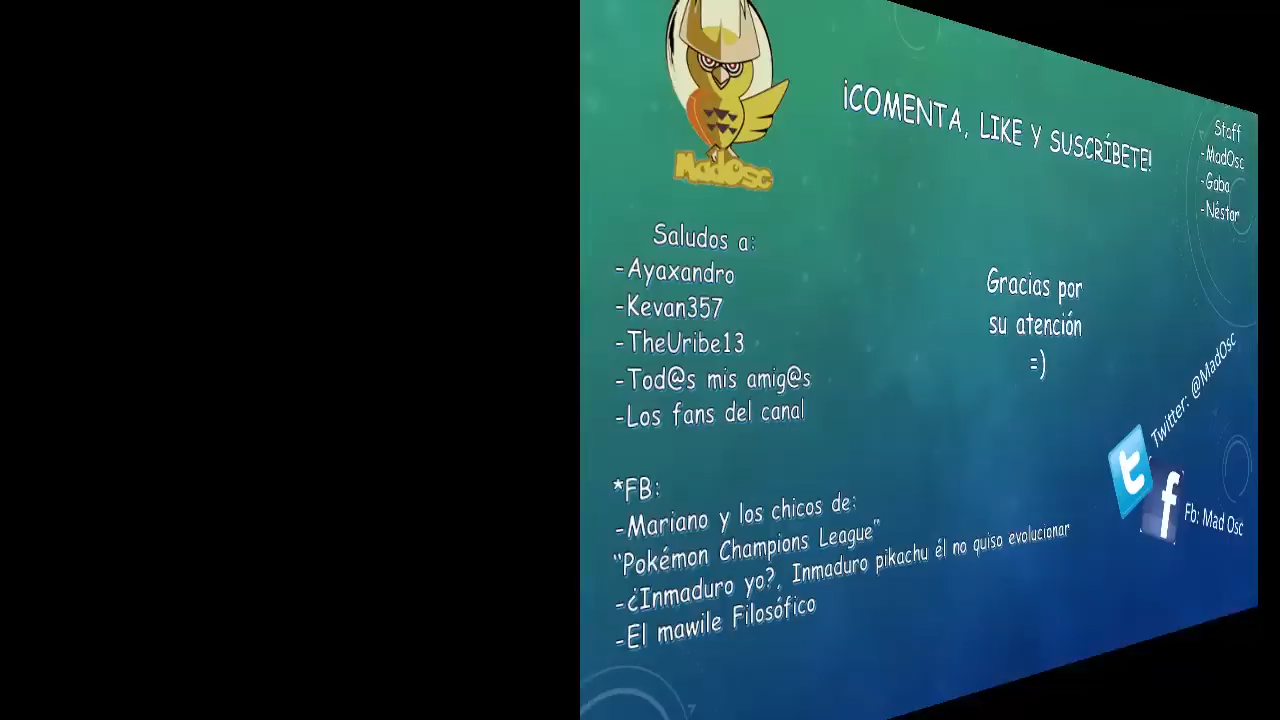 MadOsc
¡COMENTA, LIKE Y SUSCRÍBETE!
Staff
-MadOsc
-Gaba
-Néstor
Saludos a:
-Ayaxandro
-Kevan357
-TheUribe13
-Tod@s mis amig@s
-Los fans del canal
Gracias por
su atención
=)
*FB:
-Mariano y los chicos de:
“Pokémon Champions League”
-¿Inmaduro yo?, Inmaduro pikachu él no quiso evolucionar
-El mawile Filosófico
Twitter: @MadOsc
Fb: Mad Osc